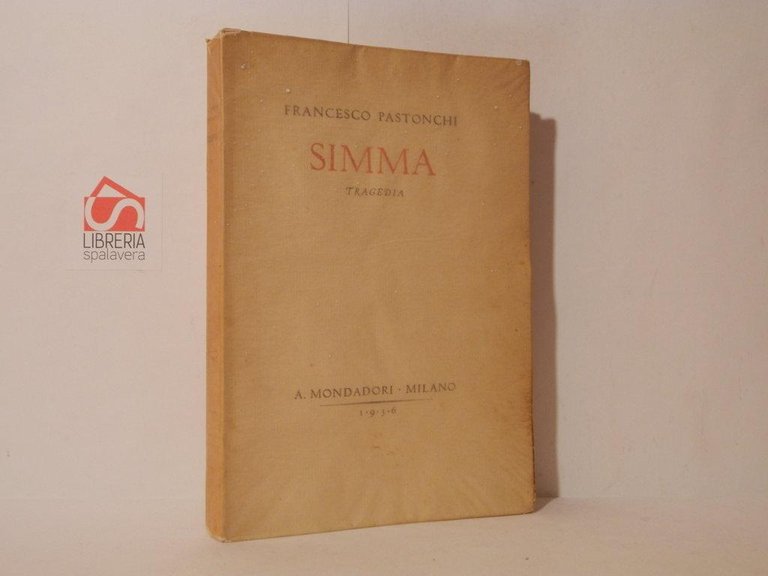 FRANCESCO PASTONCHI
SIMMA
TRAGEDIA
A. MONDADORI · MILANO
1·9·3·6
LIBRERIA
spalavera